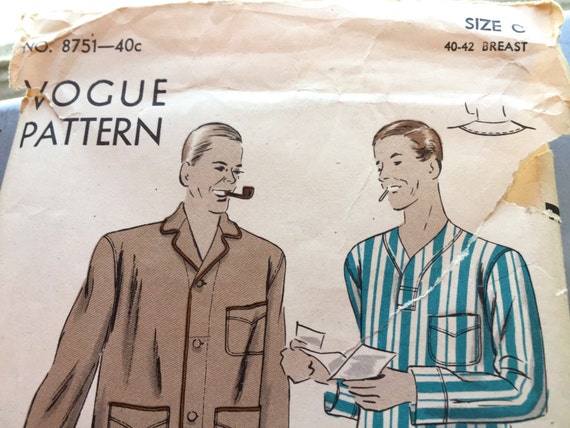 NO. 8751—40c
SIZE C
40-42 BREAST
VOGUE
PATTERN